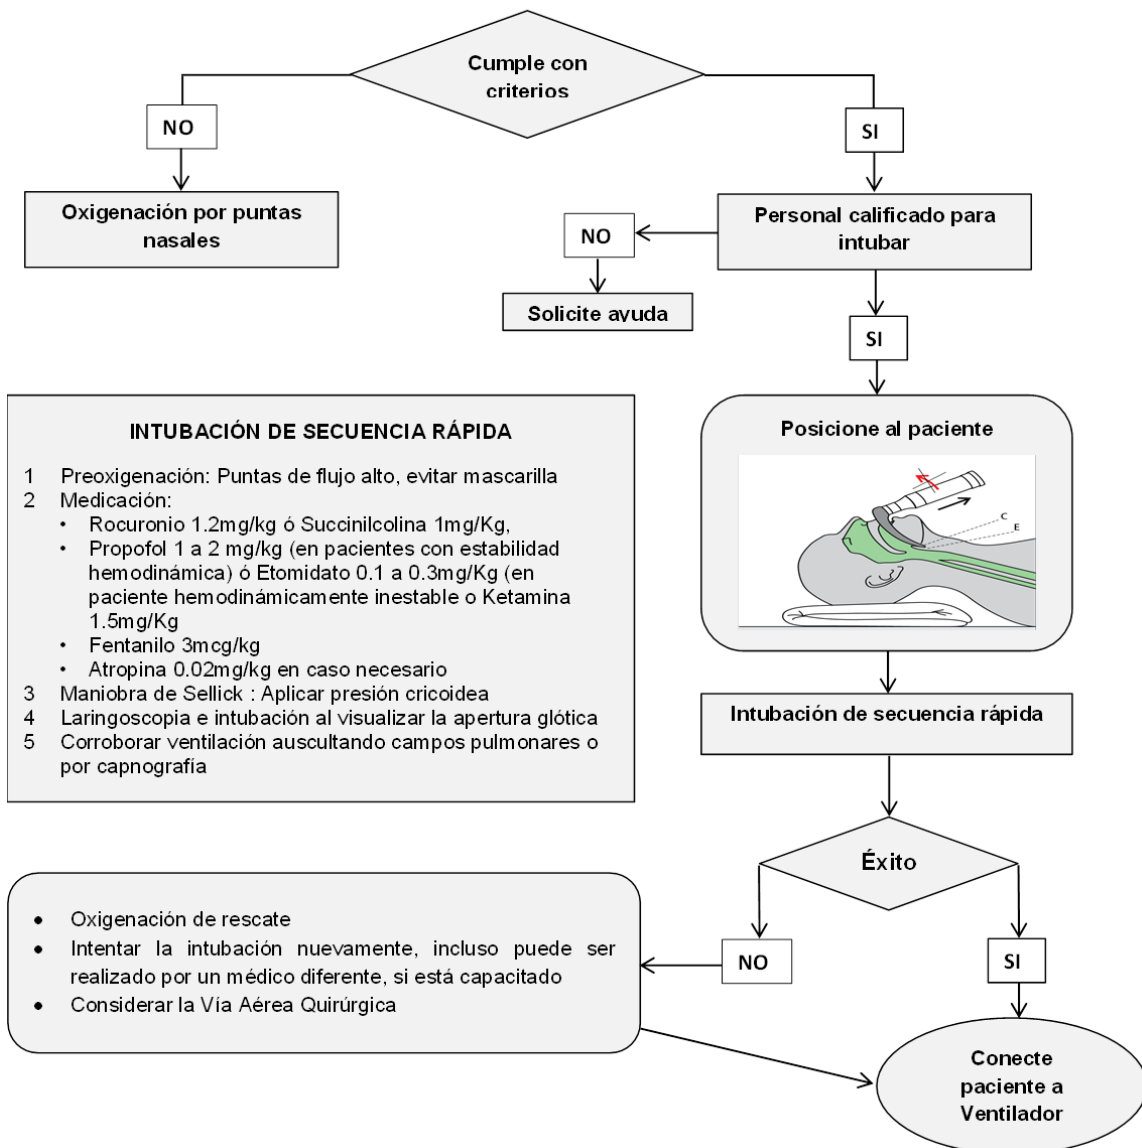 Cumple con
criterios
NO
SI
Oxigenación por puntas
nasales
Personal calificado para
intubar
NO
Solicite ayuda
SI
INTUBACIÓN DE SECUENCIA RÁPIDA
1 Preoxigenación: Puntas de flujo alto, evitar mascarilla
2 Medicación:
• Rocuronio 1.2mg/kg ó Succinilcolina 1mg/Kg,
• Propofol 1 a 2 mg/kg (en pacientes con estabilidad
hemodinámica) ó Etomidato 0.1 a 0.3mg/Kg (en
paciente hemodinámicamente inestable o Ketamina
1.5mg/Kg
• Fentanilo 3mcg/kg
• Atropina 0.02mg/kg en caso necesario
3 Maniobra de Sellick : Aplicar presión cricoidea
4 Laringoscopia e intubación al visualizar la apertura glótica
5 Corroborar ventilación auscultando campos pulmonares o
por capnografía
Posicione al paciente
C
E
Intubación de secuencia rápida
Éxito
• Oxigenación de rescate
• Intentar la intubación nuevamente, incluso puede ser
realizado por un médico diferente, si está capacitado
• Considerar la Vía Aérea Quirúrgica
NO
SI
Conecte
paciente a
Ventilador